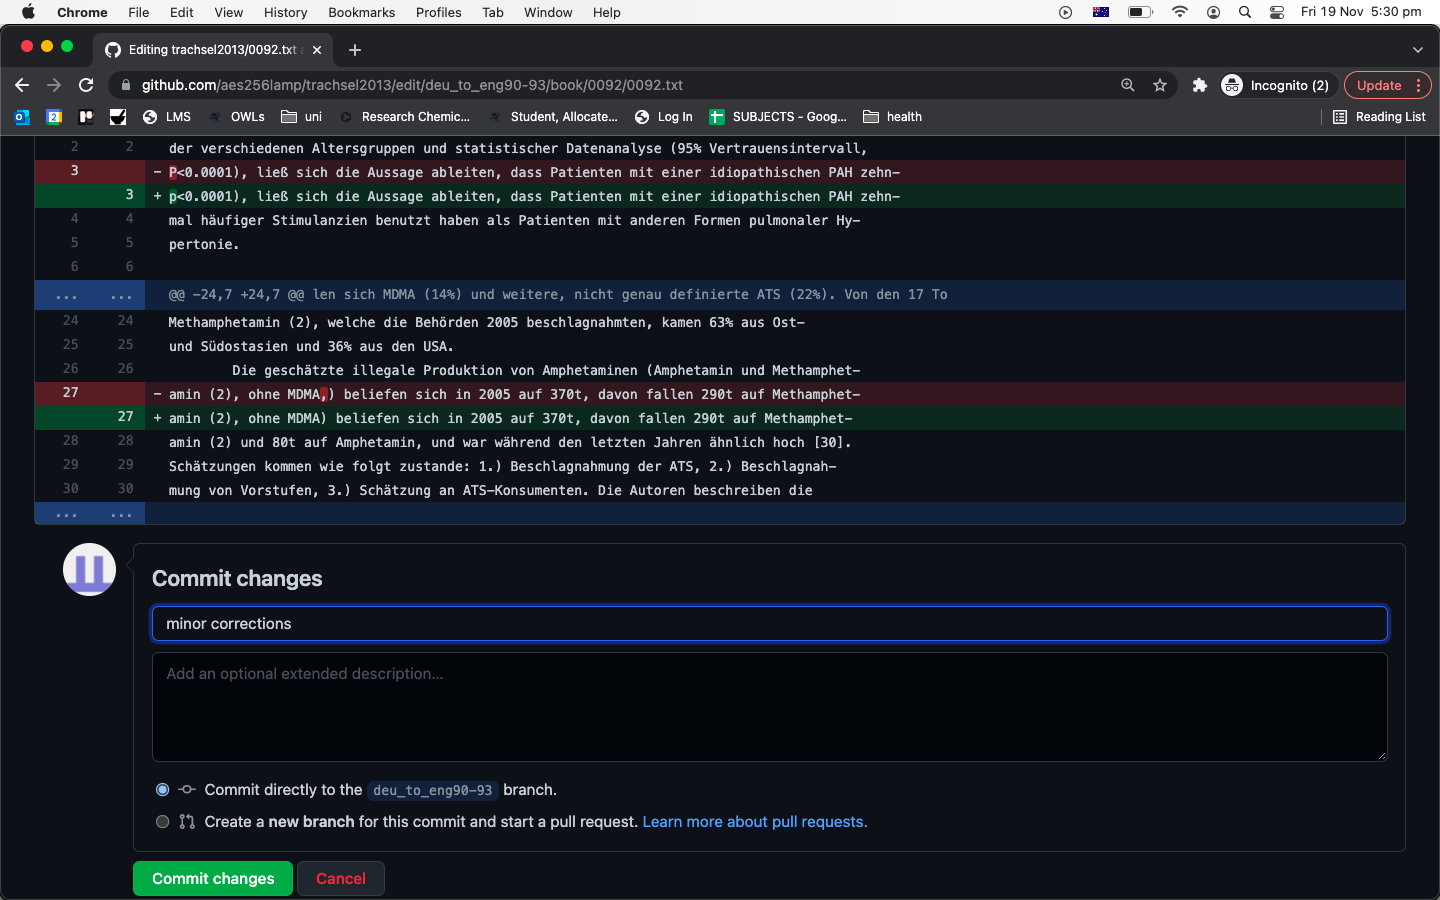 Chrome File Edit View History Bookmarks Profiles Tab Window Help Fri 19 Nov 5:30 pm
Editing trachsel2013/0092.txt
github.com/aes256lamp/trachsel2013/edit/deu_to_eng90-93/book/0092/0092.txt Incognito (2) Update
LMS OWLs uni Research Chemic... Student, Allocate... Log In SUBJECTS - Goog... health Reading List
2 2 der verschiedenen Altersgruppen und statistischer Datenanalyse (95% Vertrauensintervall,
3 - P<0.0001), ließ sich die Aussage ableiten, dass Patienten mit einer idiopathischen PAH zehn-
3 + p<0.0001), ließ sich die Aussage ableiten, dass Patienten mit einer idiopathischen PAH zehn-
4 4 mal häufiger Stimulanzien benutzt haben als Patienten mit anderen Formen pulmonaler Hy-
5 5 pertonie.
6 6
... ... @@ -24,7 +24,7 @@ len sich MDMA (14%) und weitere, nicht genau definierte ATS (22%). Von den 17 To
24 24 Methamphetamin (2), welche die Behörden 2005 beschlagnahmten, kamen 63% aus Ost-
25 25 und Südostasien und 36% aus den USA.
26 26 Die geschätzte illegale Produktion von Amphetaminen (Amphetamin und Methamphet-
27 - amin (2), ohne MDMA,) beliefen sich in 2005 auf 370t, davon fallen 290t auf Methamphet-
27 + amin (2), ohne MDMA) beliefen sich in 2005 auf 370t, davon fallen 290t auf Methamphet-
28 28 amin (2) und 80t auf Amphetamin, und war während den letzten Jahren ähnlich hoch [30].
29 29 Schätzungen kommen wie folgt zustande: 1.) Beschlagnahmung der ATS, 2.) Beschlagnah-
30 30 mung von Vorstufen, 3.) Schätzung an ATS-Konsumenten. Die Autoren beschreiben die
... ...
Commit changes
minor corrections
Add an optional extended description...
Commit directly to the deu_to_eng90-93 branch.
Create a new branch for this commit and start a pull request. Learn more about pull requests.
Commit changes Cancel